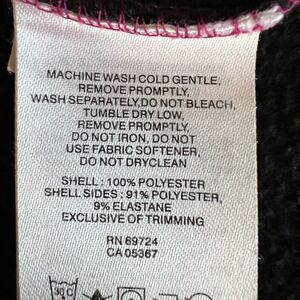 MACHINE WASH COLD GENTLE,
REMOVE PROMPTLY,
WASH SEPARATELY,DO NOT BLEACH,
TUMBLE DRY LOW,
REMOVE PROMPTLY,
DO NOT IRON, DO NOT
USE FABRIC SOFTENER,
DO NOT DRYCLEAN
SHELL : 100% POLYESTER
SHELL SIDES : 91% POLYESTER,
9% ELASTANE
EXCLUSIVE OF TRIMMING
RN 69724
CA 05367
30 C